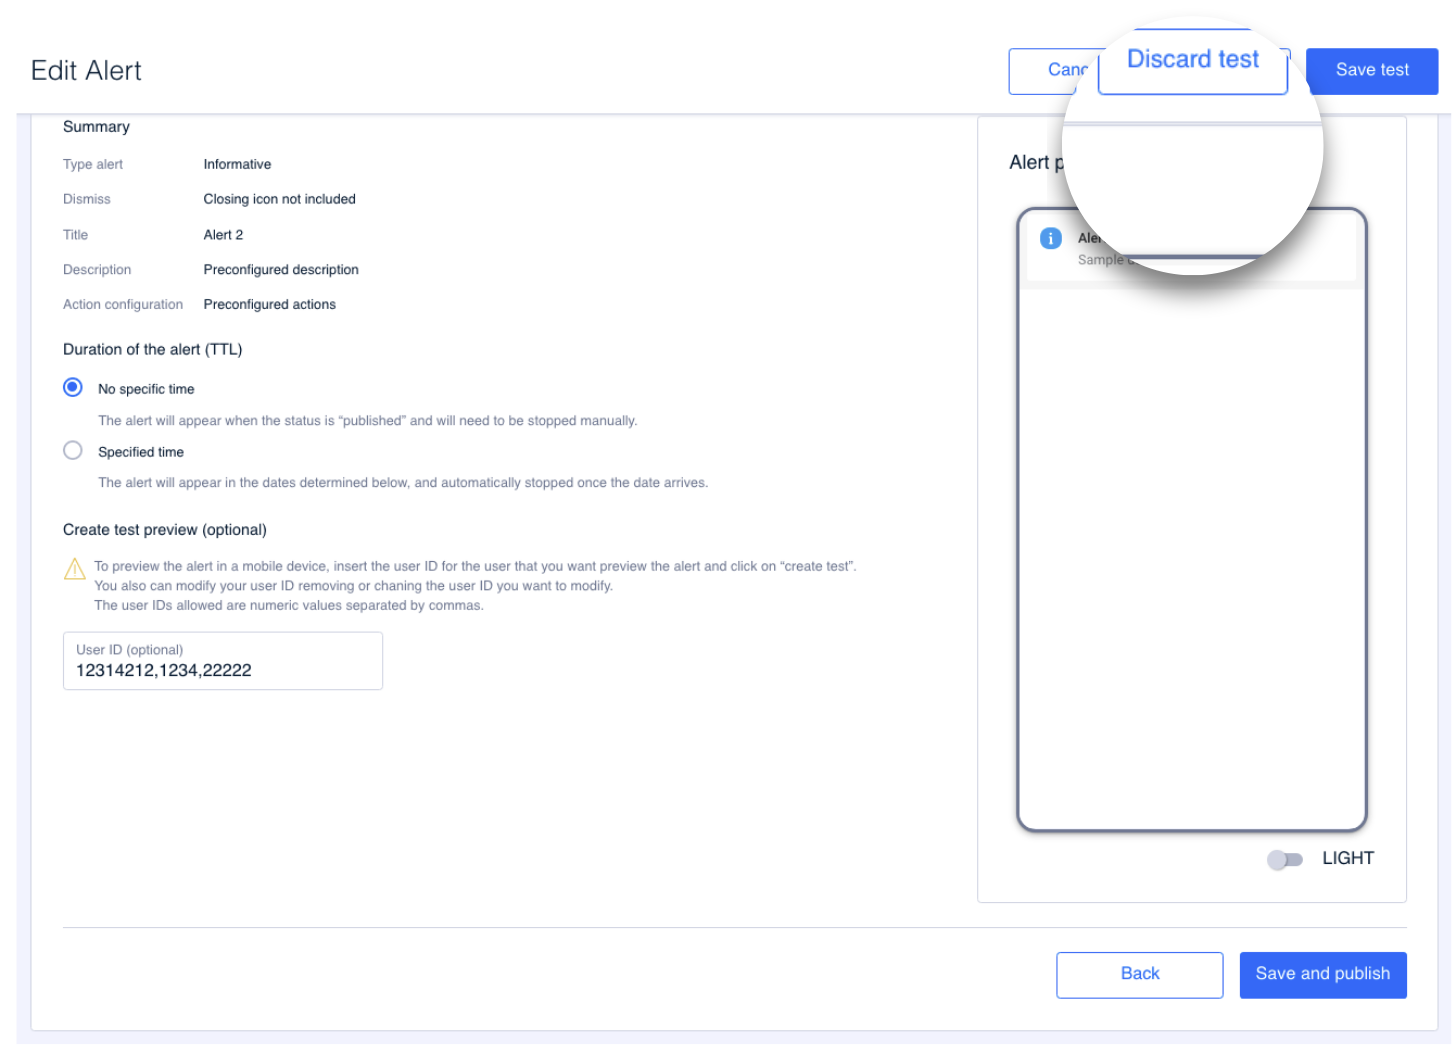 Edit Alert
Discard test
Save test
Summary
Type alert Informative
Alert
Dismiss Closing icon not included
Title Alert 2
Description Preconfigured description
Sample
Action configuration Preconfigured actions
Duration of the alert (TTL)
No specific time
The alert will appear when the status is “published” and will need to be stopped manually.
Specified time
The alert will appear in the dates determined below, and automatically stopped once the date arrives.
Create test preview (optional)
To preview the alert in a mobile device, insert the user ID for the user that you want preview the alert and click on “create test”.
You also can modify your user ID removing or chaning the user ID you want to modify.
The user IDs allowed are numeric values separated by commas.
User ID (optional)
12314212,1234,22222
LIGHT
Back
Save and publish